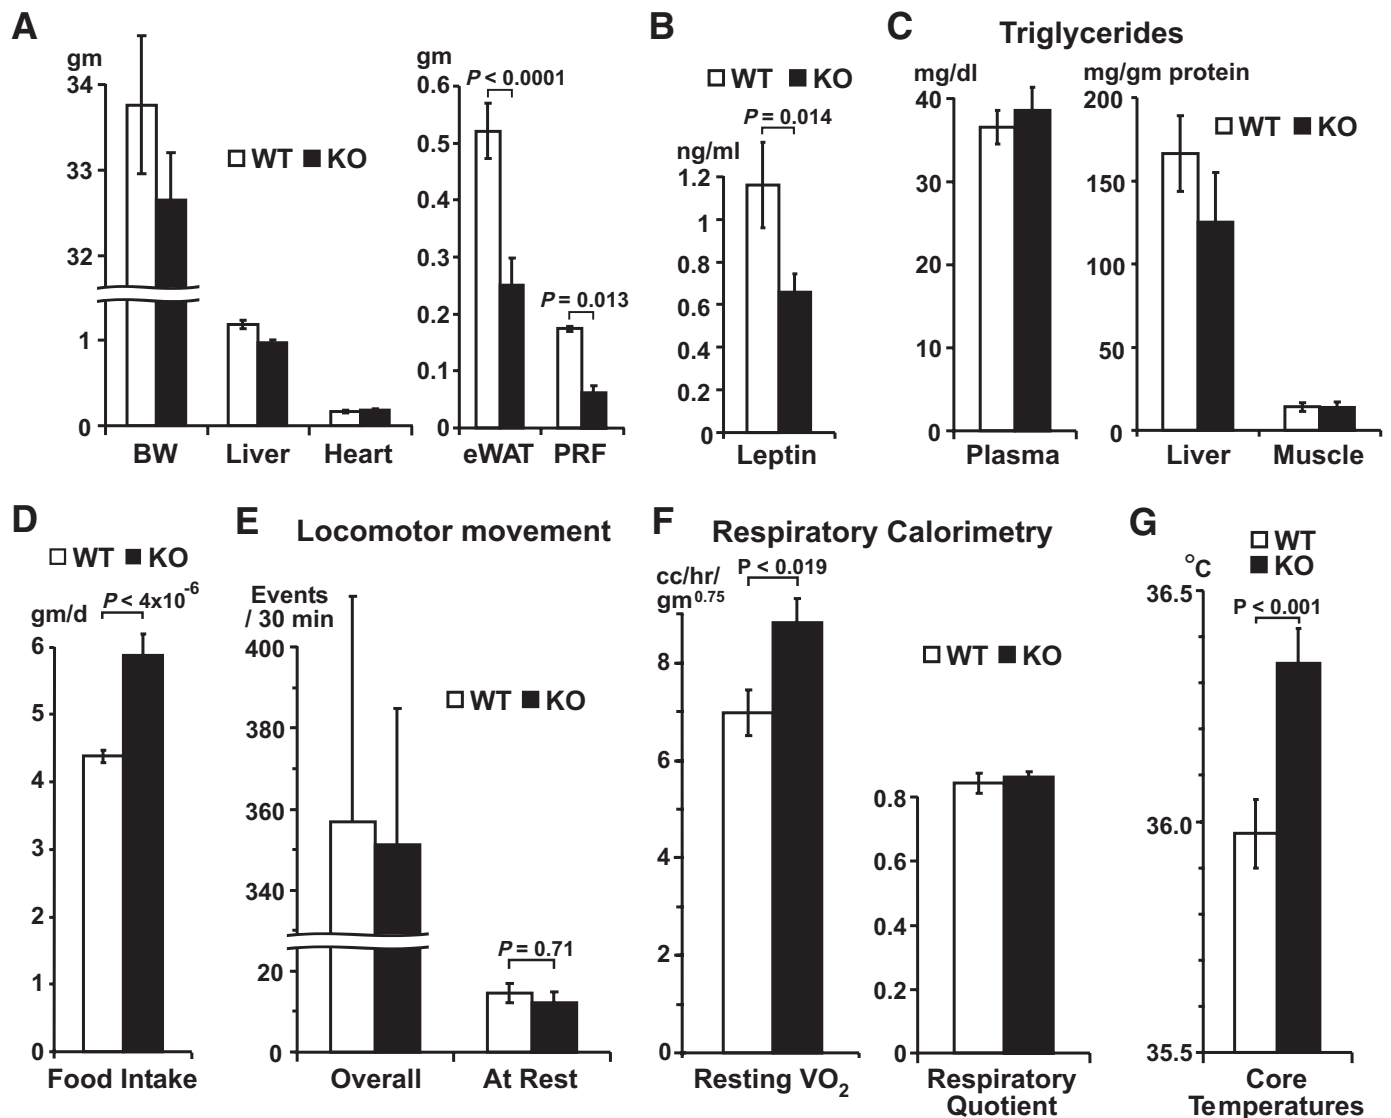 A
gm
34
33
32
1
0
WT KO
BW Liver Heart
gm
0.6
0.5
0.4
0.3
0.2
0.1
0
P < 0.0001
P = 0.013
eWAT PRF
B
WT KO
P = 0.014
ng/ml
1.2
1
0.8
0.6
0.4
0.2
0
Leptin
C
Triglycerides
mg/dl
40
30
20
10
0
Plasma
mg/gm protein
200
150
100
50
0
WT KO
Liver Muscle
D
WT KO
P < 4x10-6
gm/d
6
5
4
3
2
1
0
Food Intake
E
Locomotor movement
Events
/ 30 min
400
380
360
340
20
0
WT KO
P = 0.71
Overall At Rest
F
Respiratory Calorimetry
cc/hr/
gm0.75
P < 0.019
8
6
4
2
0
Resting VO2
WT KO
0.8
0.6
0.4
0.2
0
Respiratory
Quotient
G
WT
KO
°C
36.5
P < 0.001
36.0
35.5
Core
Temperatures